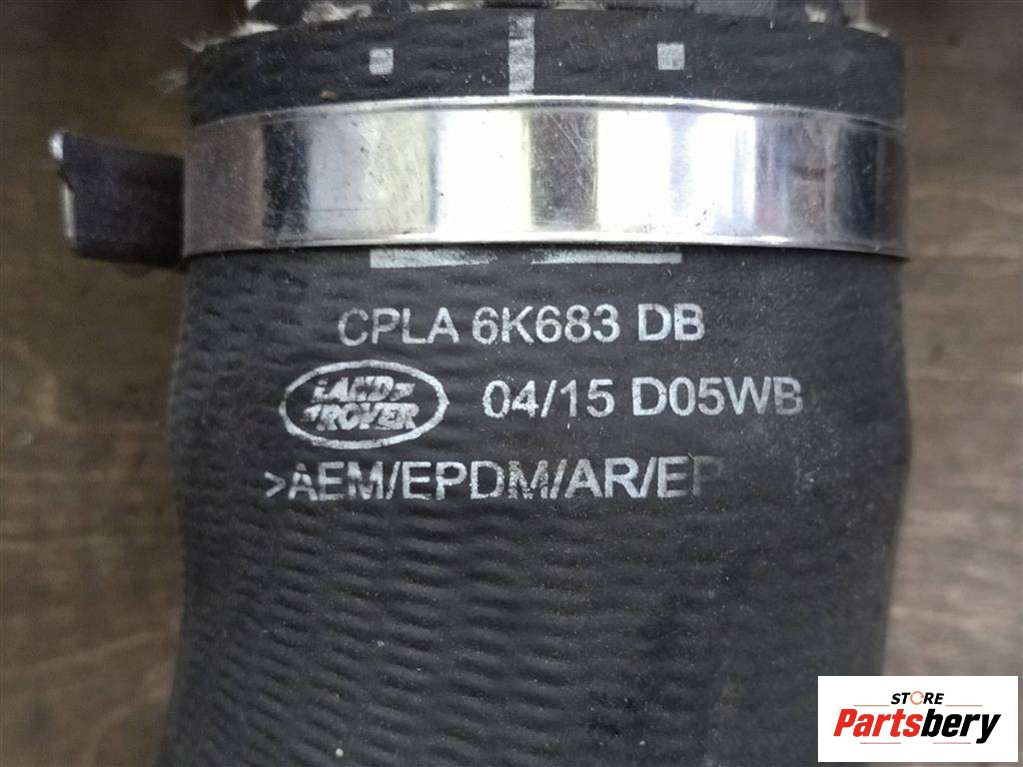 CPLA 6K683 DB
LAND ROVER 04/15 D05WB
>AEM/EPDM/AR/EP
STORE
Partsbery